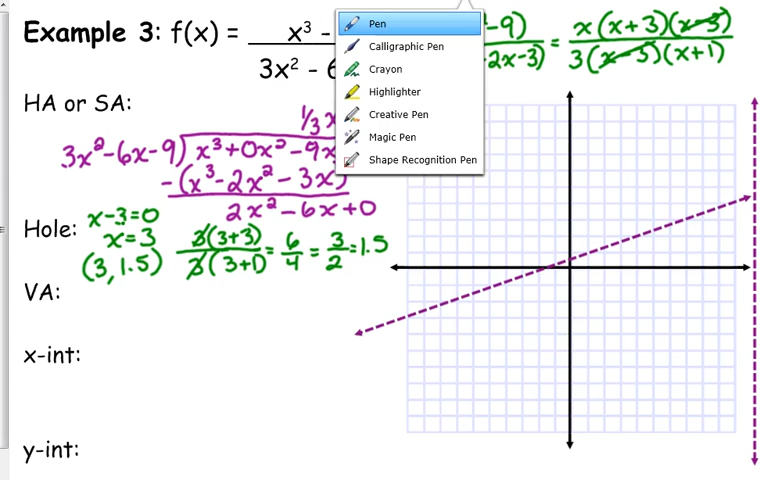 Example 3: f(x) = x³ -
3x² - 6
-9)
-2x-3) = x(x+3)(x-3)
3(x-3)(x+1)
Pen
Calligraphic Pen
Crayon
Highlighter
Creative Pen
Magic Pen
Shape Recognition Pen
HA or SA:
1/3 x
3x²-6x-9) x³+0x²-9x
-(x³-2x²-3x)
2x²-6x+0
Hole: x-3=0
x=3
(3, 1.5)
3(3+3)
3(3+1) = 6/4 = 3/2 = 1.5
VA:
x-int:
y-int: